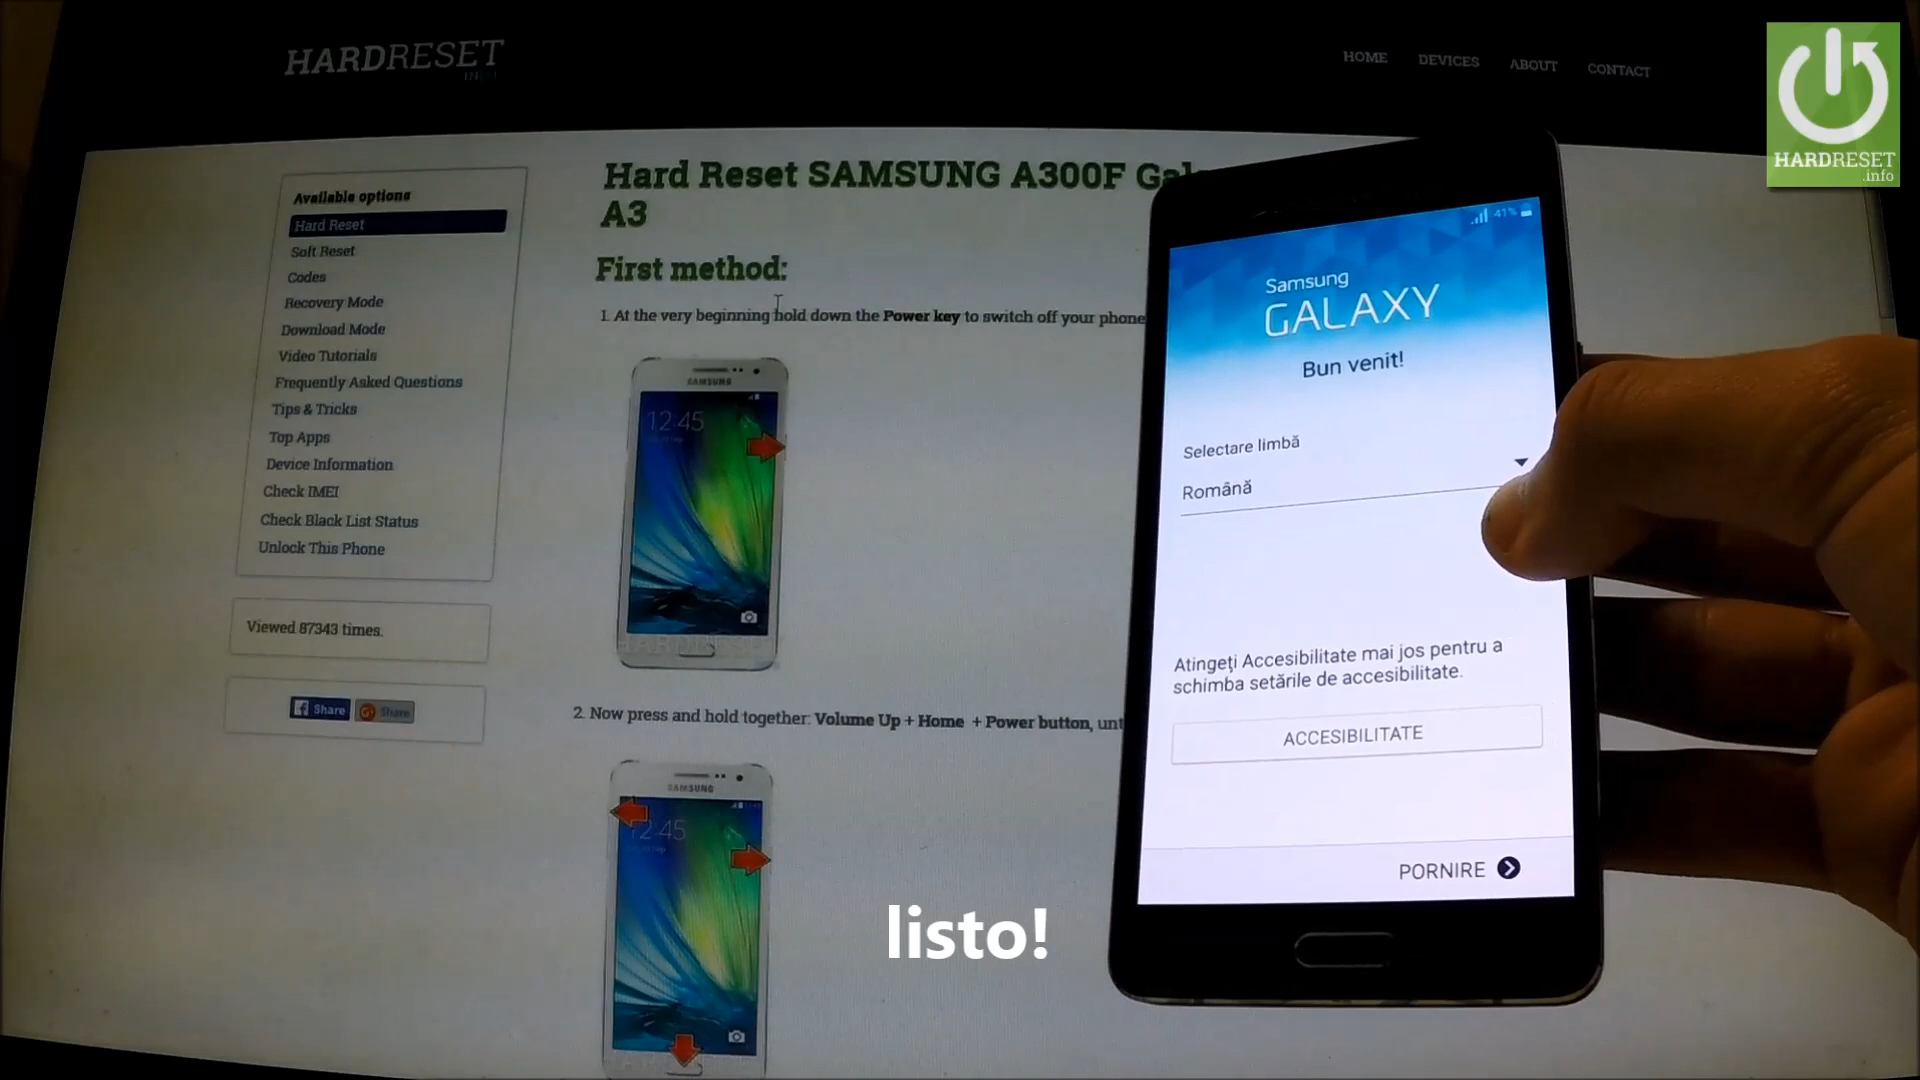 HARDRESET
HOME
DEVICES
ABOUT
CONTACT
HARDRESET
.info
Available options
Hard Reset
Soft Reset
Codes
Recovery Mode
Download Mode
Video Tutorials
Frequently Asked Questions
Tips & Tricks
Top Apps
Device Information
Check IMEI
Check Black List Status
Unlock This Phone
Viewed 87343 times.
Share
Share
Hard Reset SAMSUNG A300F
A3
First method:
1. At the very beginning hold down the Power key to switch off your phone
SAMSUNG
12:45
2. Now press and hold together: Volume Up + Home + Power button,
SAMSUNG
12:45
41%
Samsung
GALAXY
Bun venit!
Selectare limbă
Română
Atingeți Accesibilitate mai jos pentru a
schimba setările de accesibilitate.
ACCESIBILITATE
PORNIRE
listo!